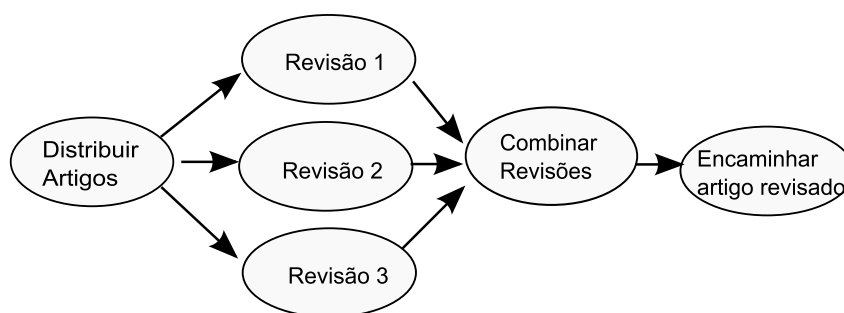 Distribuir
Artigos
Revisão 1
Revisão 2
Revisão 3
Combinar
Revisões
Encaminhar
artigo revisado